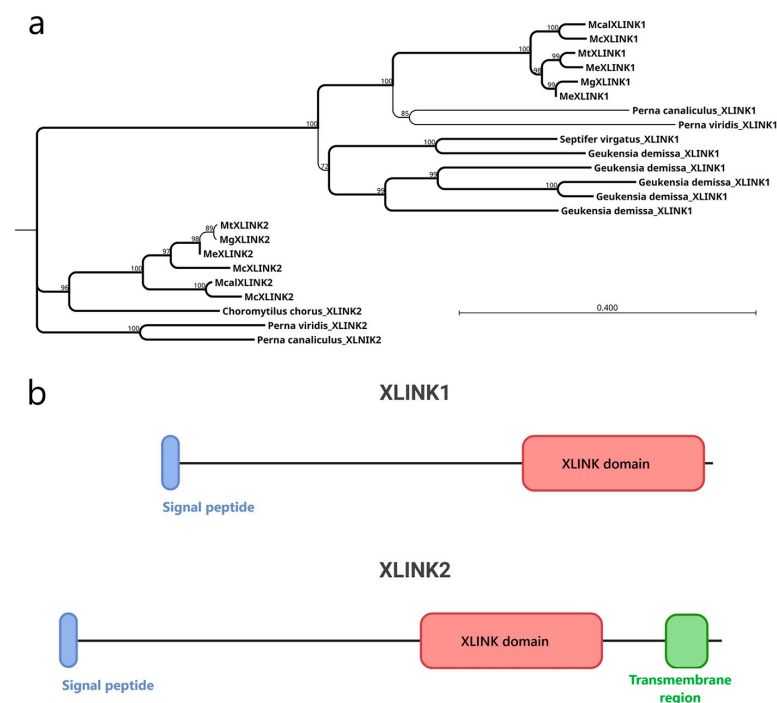 a
McalXLINK1
100
McXLINK1
100
MtXLINK1
99
MeXLINK1
98
MgXLINK1
99
MeXLINK1
100
Perna canaliculus_XLINK1
85
Perna viridis_XLINK1
100
Septifer virgatus_XLINK1
100
Geukensia demissa_XLINK1
72
Geukensia demissa_XLINK1
99
Geukensia demissa_XLINK1
100
Geukensia demissa_XLINK1
99
Geukensia demissa_XLINK1
MtXLINK2
89
MgXLINK2
98
MeXLINK2
97
McXLINK2
100
McalXLINK2
100
McXLINK2
96
Choromytilus chorus_XLINK2
0.400
Perna viridis_XLINK2
100
Perna canaliculus_XLNIK2
b
XLINK1
XLINK domain
Signal peptide
XLINK2
XLINK domain
Signal peptide
Transmembrane
region